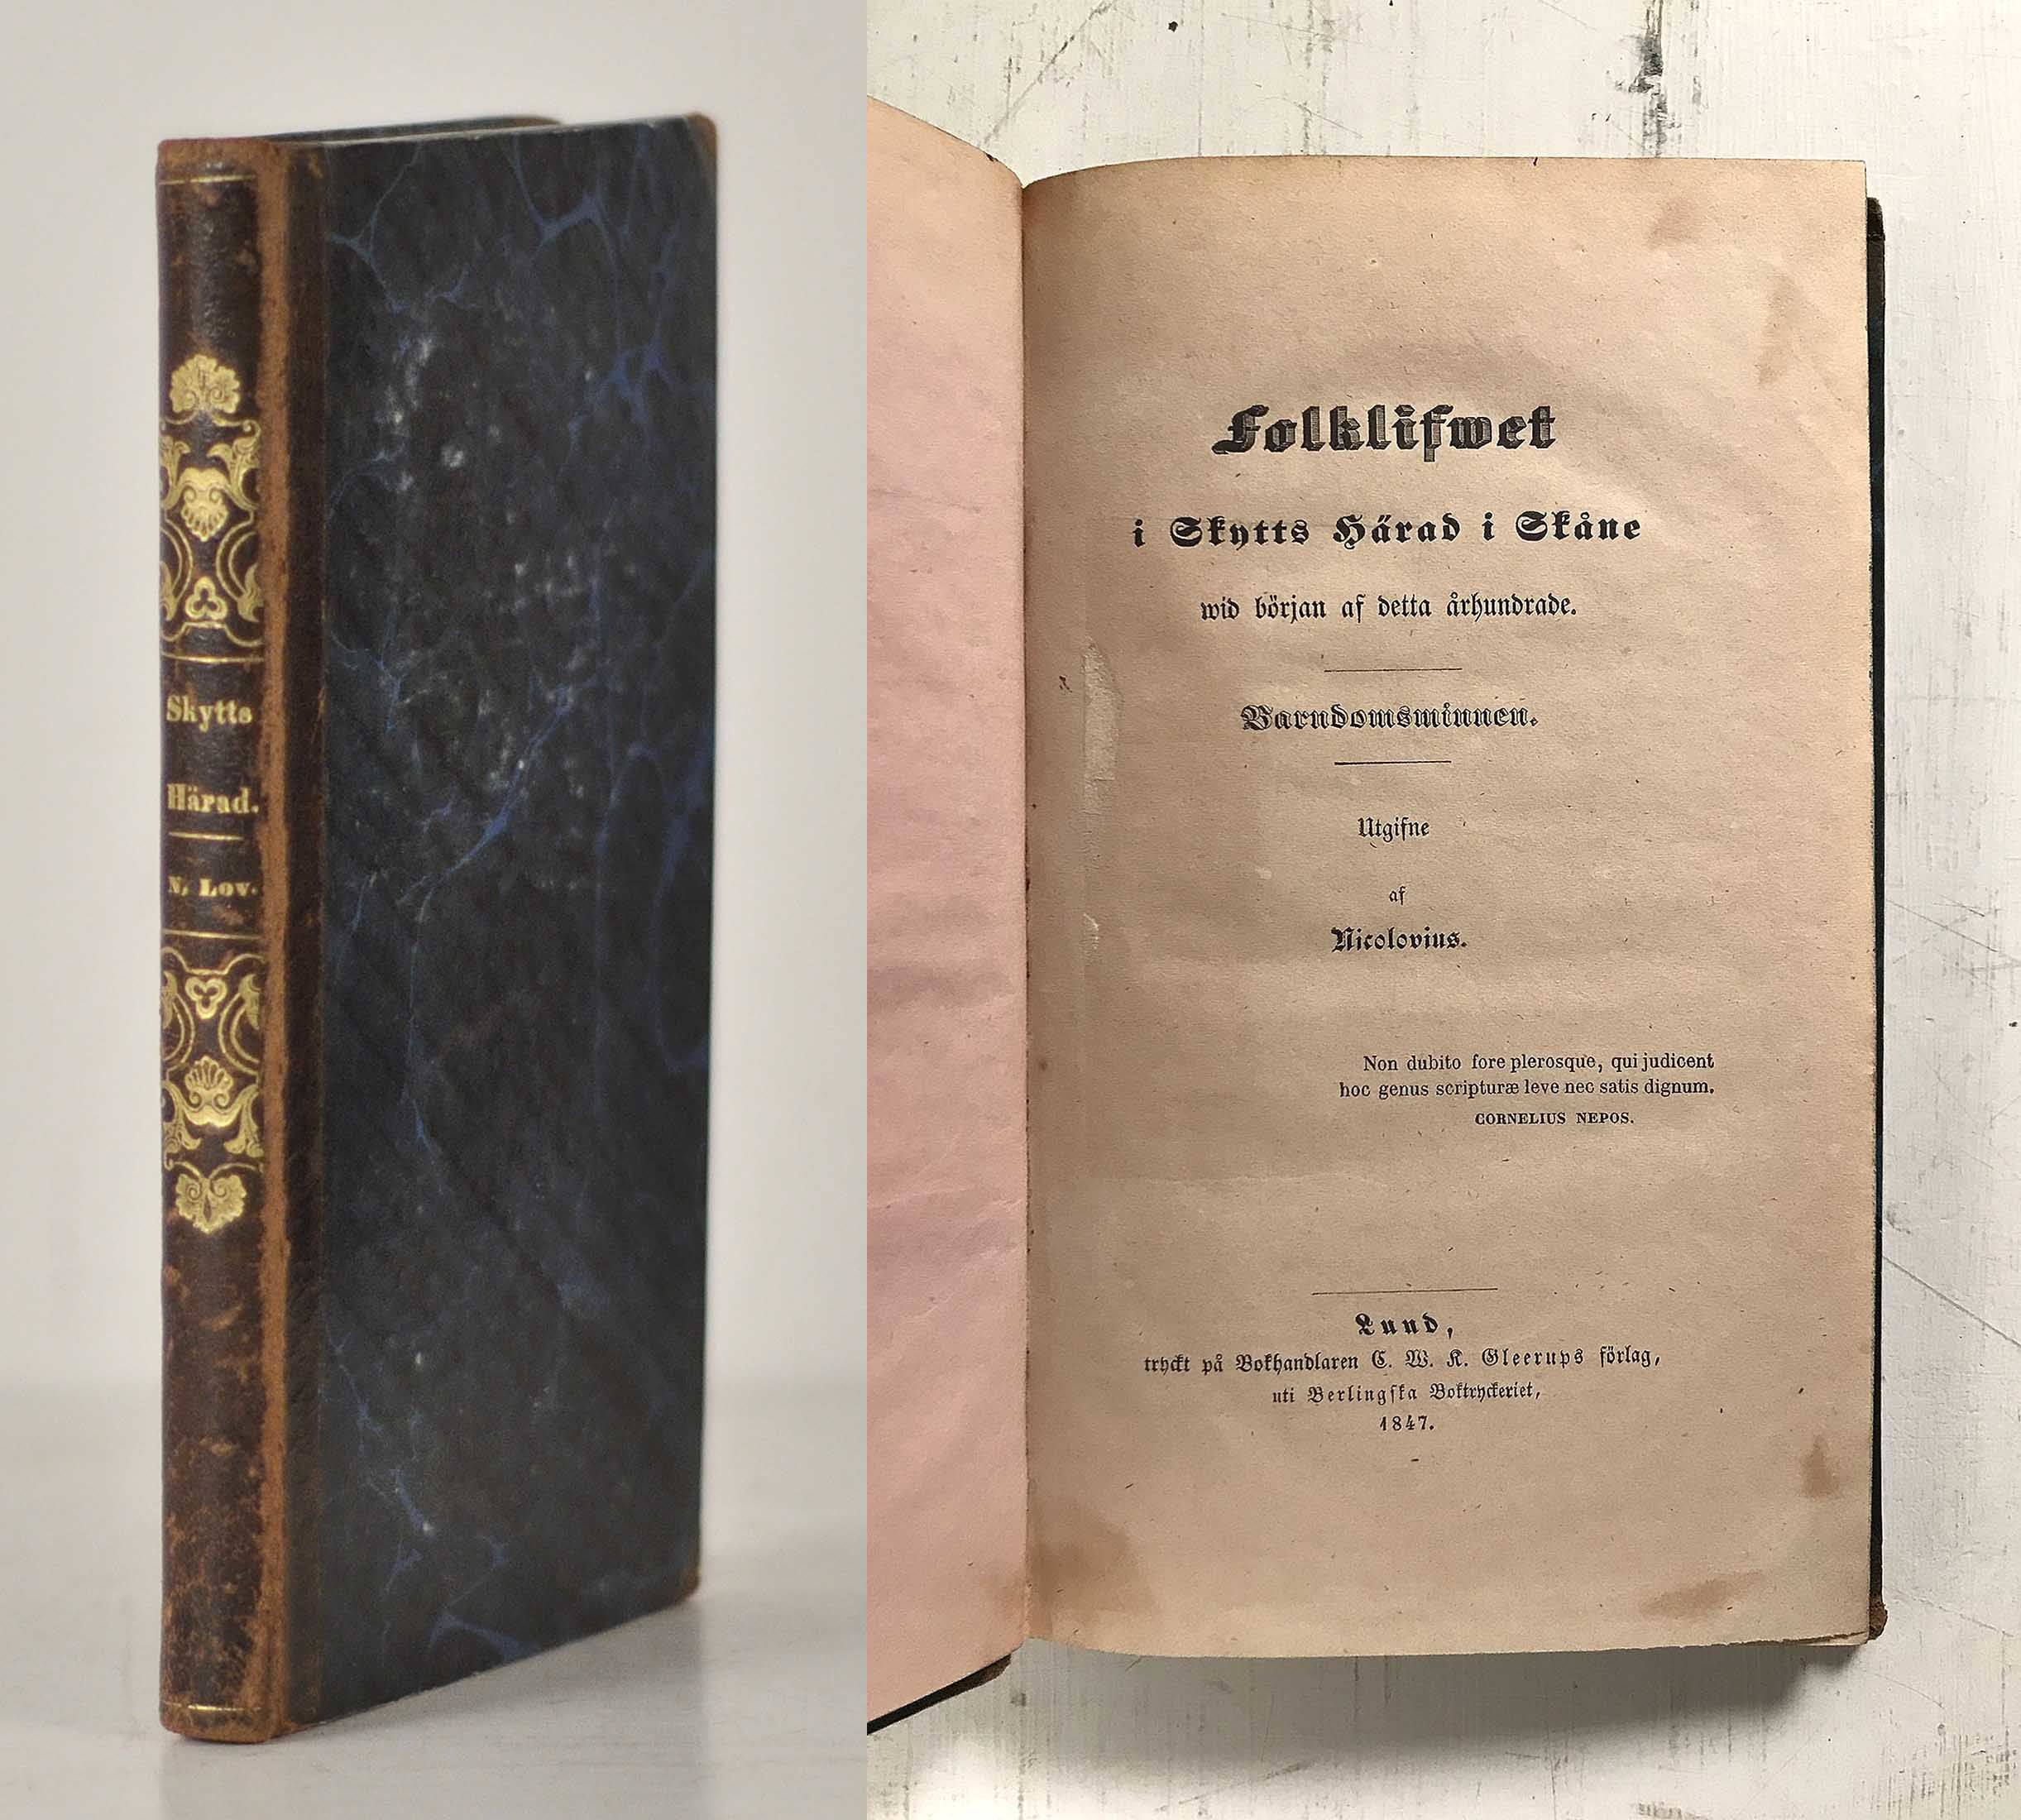 Skytts
Härad.
N. Lov.
Folklifwet
i Skytts Härad i Skåne
wid början af detta århundrade.
Barndomsminnen.
Utgifne
af
Nicolovius.
Non dubito fore plerosque, qui judicent
hoc genus scripturæ leve nec satis dignum.
CORNELIUS NEPOS.
Lund,
tryckt på Bokhandlaren C. W. K. Gleerups förlag,
uti Berlingska Boktryckeriet,
1847.